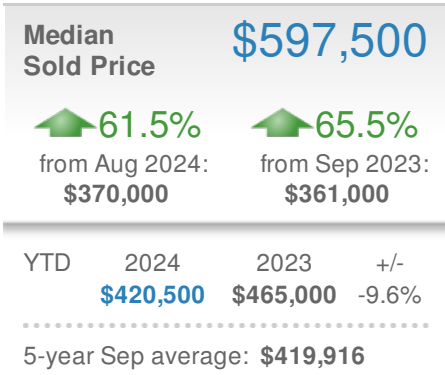 Median
Sold Price
$597,500
61.5%
from Aug 2024:
$370,000
65.5%
from Sep 2023:
$361,000
YTD 2024 2023 +/-
$420,500 $465,000 -9.6%
5-year Sep average: $419,916